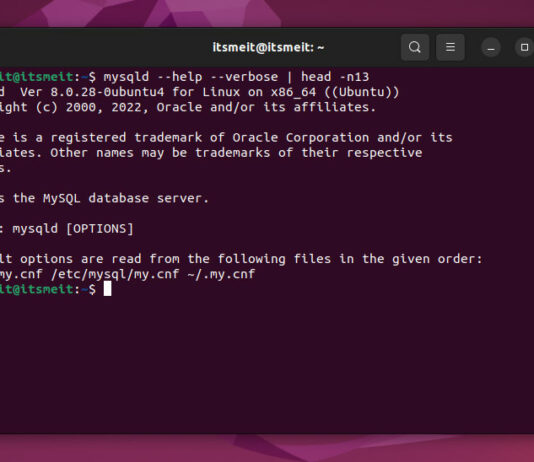 itsmeit@itsmeit: ~
it@itsmeit:~$ mysqld --help --verbose | head -n13
d  Ver 8.0.28-0ubuntu4 for Linux on x86_64 ((Ubuntu))
ight (c) 2000, 2022, Oracle and/or its affiliates.
e is a registered trademark of Oracle Corporation and/or its
iates. Other names may be trademarks of their respective
s.
s the MySQL database server.
: mysqld [OPTIONS]
lt options are read from the following files in the given order:
my.cnf /etc/mysql/my.cnf ~/.my.cnf
it@itsmeit:~$